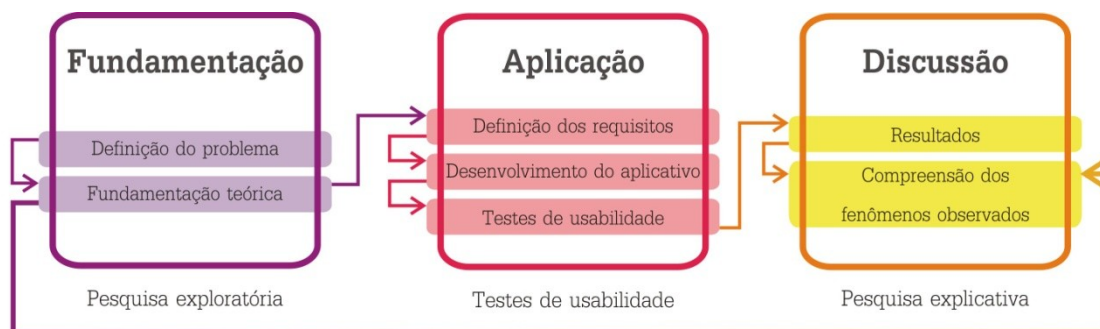 Fundamentação
Definição do problema
Fundamentação teórica
Pesquisa exploratória
Aplicação
Definição dos requisitos
Desenvolvimento do aplicativo
Testes de usabilidade
Testes de usabilidade
Discussão
Resultados
Compreensão dos
fenômenos observados
Pesquisa explicativa